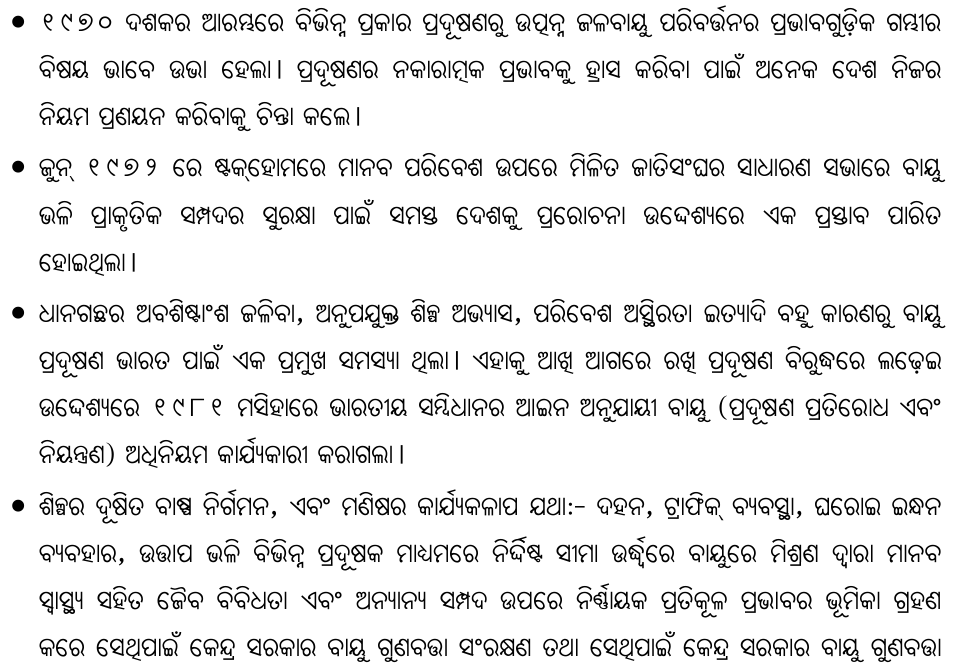 • ୧୯୭୦ ଦଶକର ଆରମ୍ଭରେ ବିଭିନ୍ନ ପ୍ରକାର ପ୍ରଦୂଷଣରୁ ଉତ୍ପନ୍ନ ଜଳବାୟୁ ପରିବର୍ତ୍ତନର ପ୍ରଭାବଗୁଡ଼ିକ ଗମ୍ଭୀର
ବିଷୟ ଭାବେ ଉଭା ହେଲା। ପ୍ରଦୂଷଣର ନକାରାତ୍ମକ ପ୍ରଭାବକୁ ହ୍ରାସ କରିବା ପାଇଁ ଅନେକ ଦେଶ ନିଜର
ନିୟମ ପ୍ରଣୟନ କରିବାକୁ ଚିନ୍ତା କଲେ।
• ଜୁନ୍ ୧୯୭୨ ରେ ଷ୍ଟକ୍‌ହୋମରେ ମାନବ ପରିବେଶ ଉପରେ ମିଳିତ ଜାତିସଂଘର ସାଧାରଣ ସଭାରେ ବାୟୁ
ଭଳି ପ୍ରାକୃତିକ ସମ୍ପଦର ସୁରକ୍ଷା ପାଇଁ ସମସ୍ତ ଦେଶକୁ ପ୍ରରୋଚନା ଉଦ୍ଦେଶ୍ୟରେ ଏକ ପ୍ରସ୍ତାବ ପାରିତ
ହୋଇଥିଲା।
• ଧାନଗଛର ଅବଶିଷ୍ଟାଂଶ ଜଳିବା, ଅନୁପଯୁକ୍ତ ଶିଳ୍ପ ଅଭ୍ୟାସ, ପରିବେଶ ଅସ୍ଥିରତା ଇତ୍ୟାଦି ବହୁ କାରଣରୁ ବାୟୁ
ପ୍ରଦୂଷଣ ଭାରତ ପାଇଁ ଏକ ପ୍ରମୁଖ ସମସ୍ୟା ଥିଲା। ଏହାକୁ ଆଖି ଆଗରେ ରଖି ପ୍ରଦୂଷଣ ବିରୁଦ୍ଧରେ ଲଢ଼େଇ
ଉଦ୍ଦେଶ୍ୟରେ ୧୯୮୧ ମସିହାରେ ଭାରତୀୟ ସମ୍ବିଧାନର ଆଇନ ଅନୁଯାୟୀ ବାୟୁ (ପ୍ରଦୂଷଣ ପ୍ରତିରୋଧ ଏବଂ
ନିୟନ୍ତ୍ରଣ) ଅଧିନିୟମ କାର୍ଯ୍ୟକାରୀ କରାଗଲା।
• ଶିଳ୍ପର ଦୂଷିତ ବାଷ୍ପ ନିର୍ଗମନ, ଏବଂ ମଣିଷର କାର୍ଯ୍ୟକଳାପ ଯଥା:- ଦହନ, ଟ୍ରାଫିକ୍ ବ୍ୟବସ୍ଥା, ଘରୋଇ ଇନ୍ଧନ
ବ୍ୟବହାର, ଉତ୍ତାପ ଭଳି ବିଭିନ୍ନ ପ୍ରଦୂଷକ ମାଧ୍ୟମରେ ନିର୍ଦ୍ଦିଷ୍ଟ ସୀମା ଊର୍ଦ୍ଧ୍ୱରେ ବାୟୁରେ ମିଶ୍ରଣ ଦ୍ୱାରା ମାନବ
ସ୍ୱାସ୍ଥ୍ୟ ସହିତ ଜୈବ ବିବିଧତା ଏବଂ ଅନ୍ୟାନ୍ୟ ସମ୍ପଦ ଉପରେ ନିର୍ଣ୍ଣାୟକ ପ୍ରତିକୂଳ ପ୍ରଭାବର ଭୂମିକା ଗ୍ରହଣ
କରେ ସେଥିପାଇଁ କେନ୍ଦ୍ର ସରକାର ବାୟୁ ଗୁଣବତ୍ତା ସଂରକ୍ଷଣ ତଥା ସେଥିପାଇଁ କେନ୍ଦ୍ର ସରକାର ବାୟୁ ଗୁଣବତ୍ତା